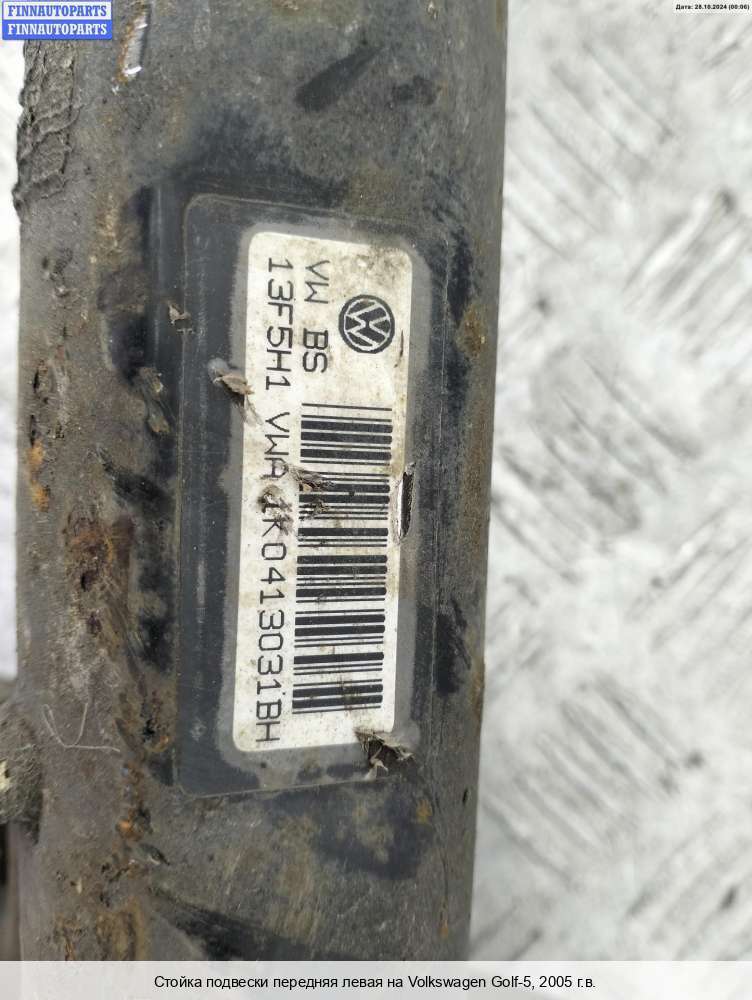 FINNAUTOPARTS
FINNAUTOPARTS
Дата: 28.10.2024 (00:06)
VW BS
13F5H1 VWA 1K0413031BH
Стойка подвески передняя левая на Volkswagen Golf-5, 2005 г.в.